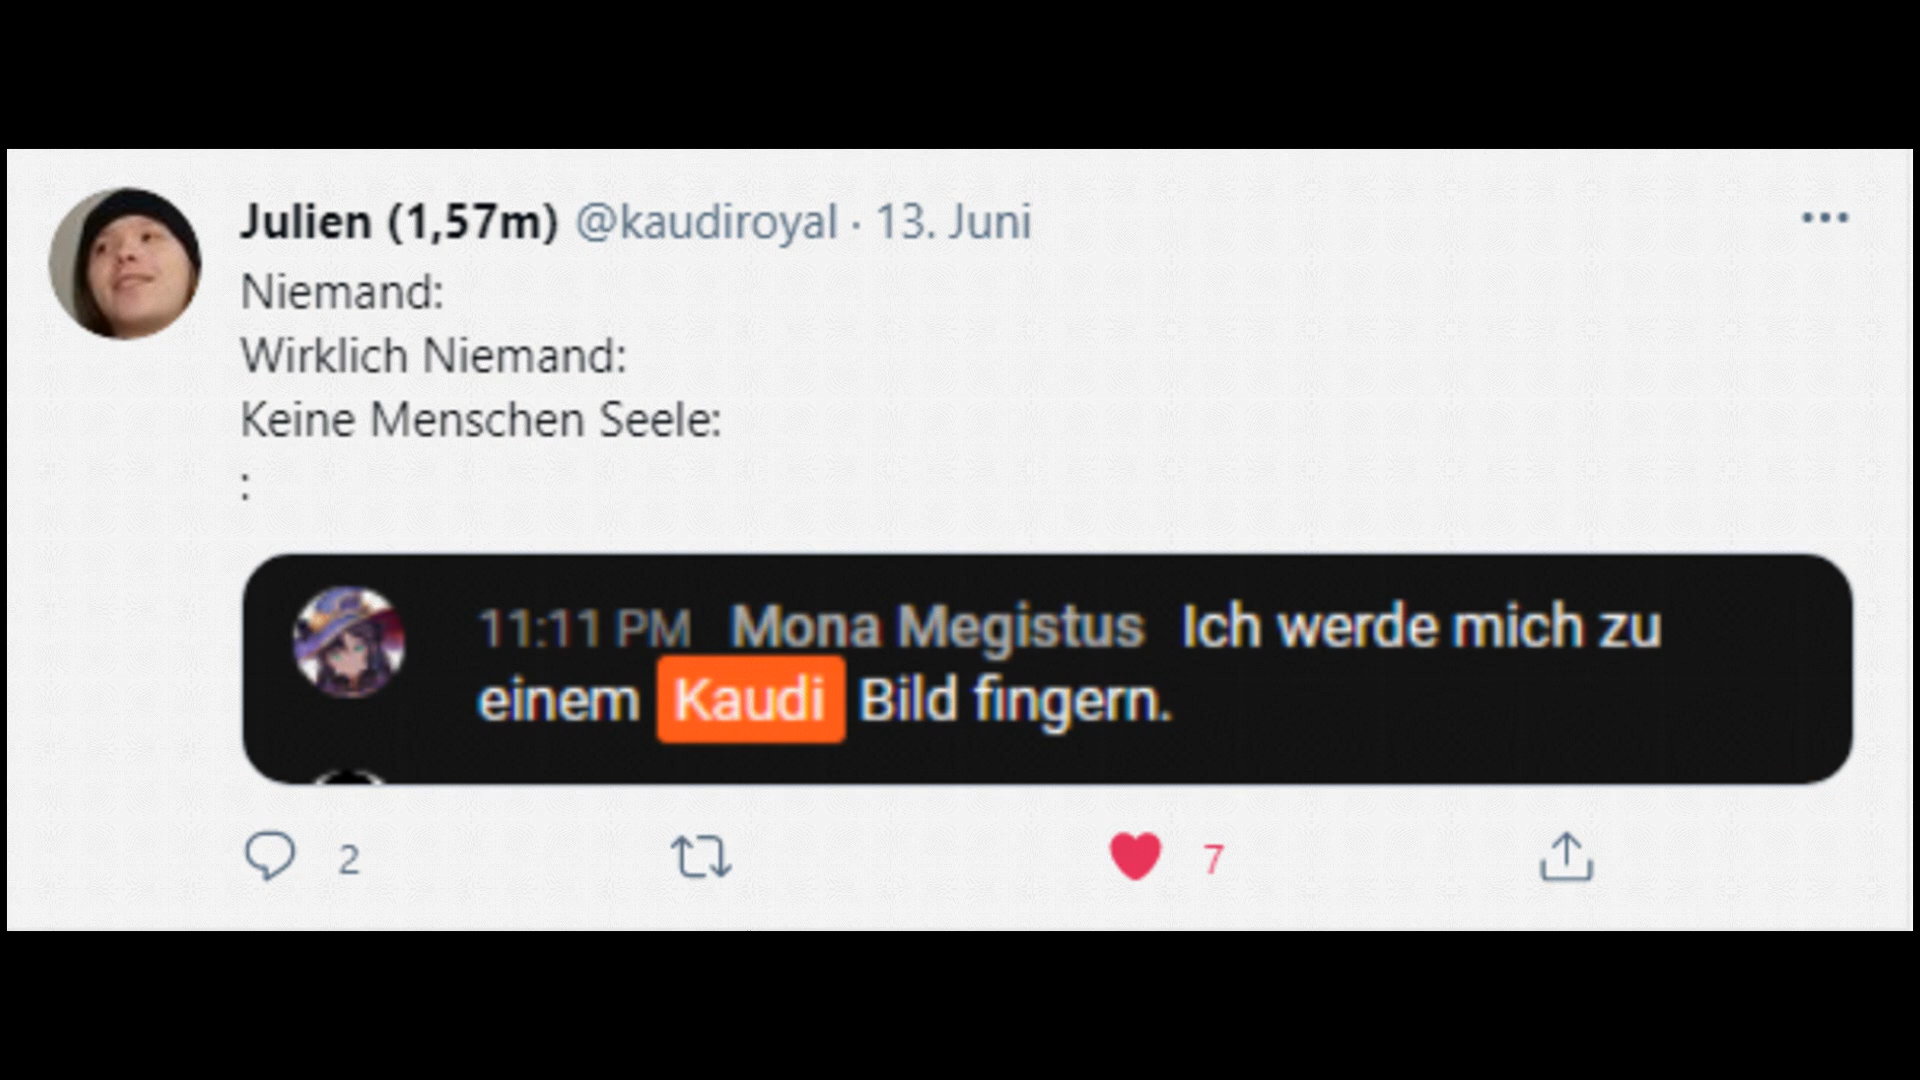 Julien (1,57m) @kaudiroyal · 13. Juni
Niemand:
Wirklich Niemand:
Keine Menschen Seele:
:
11:11 PM Mona Megistus Ich werde mich zu
einem Kaudi Bild fingern.
2 7